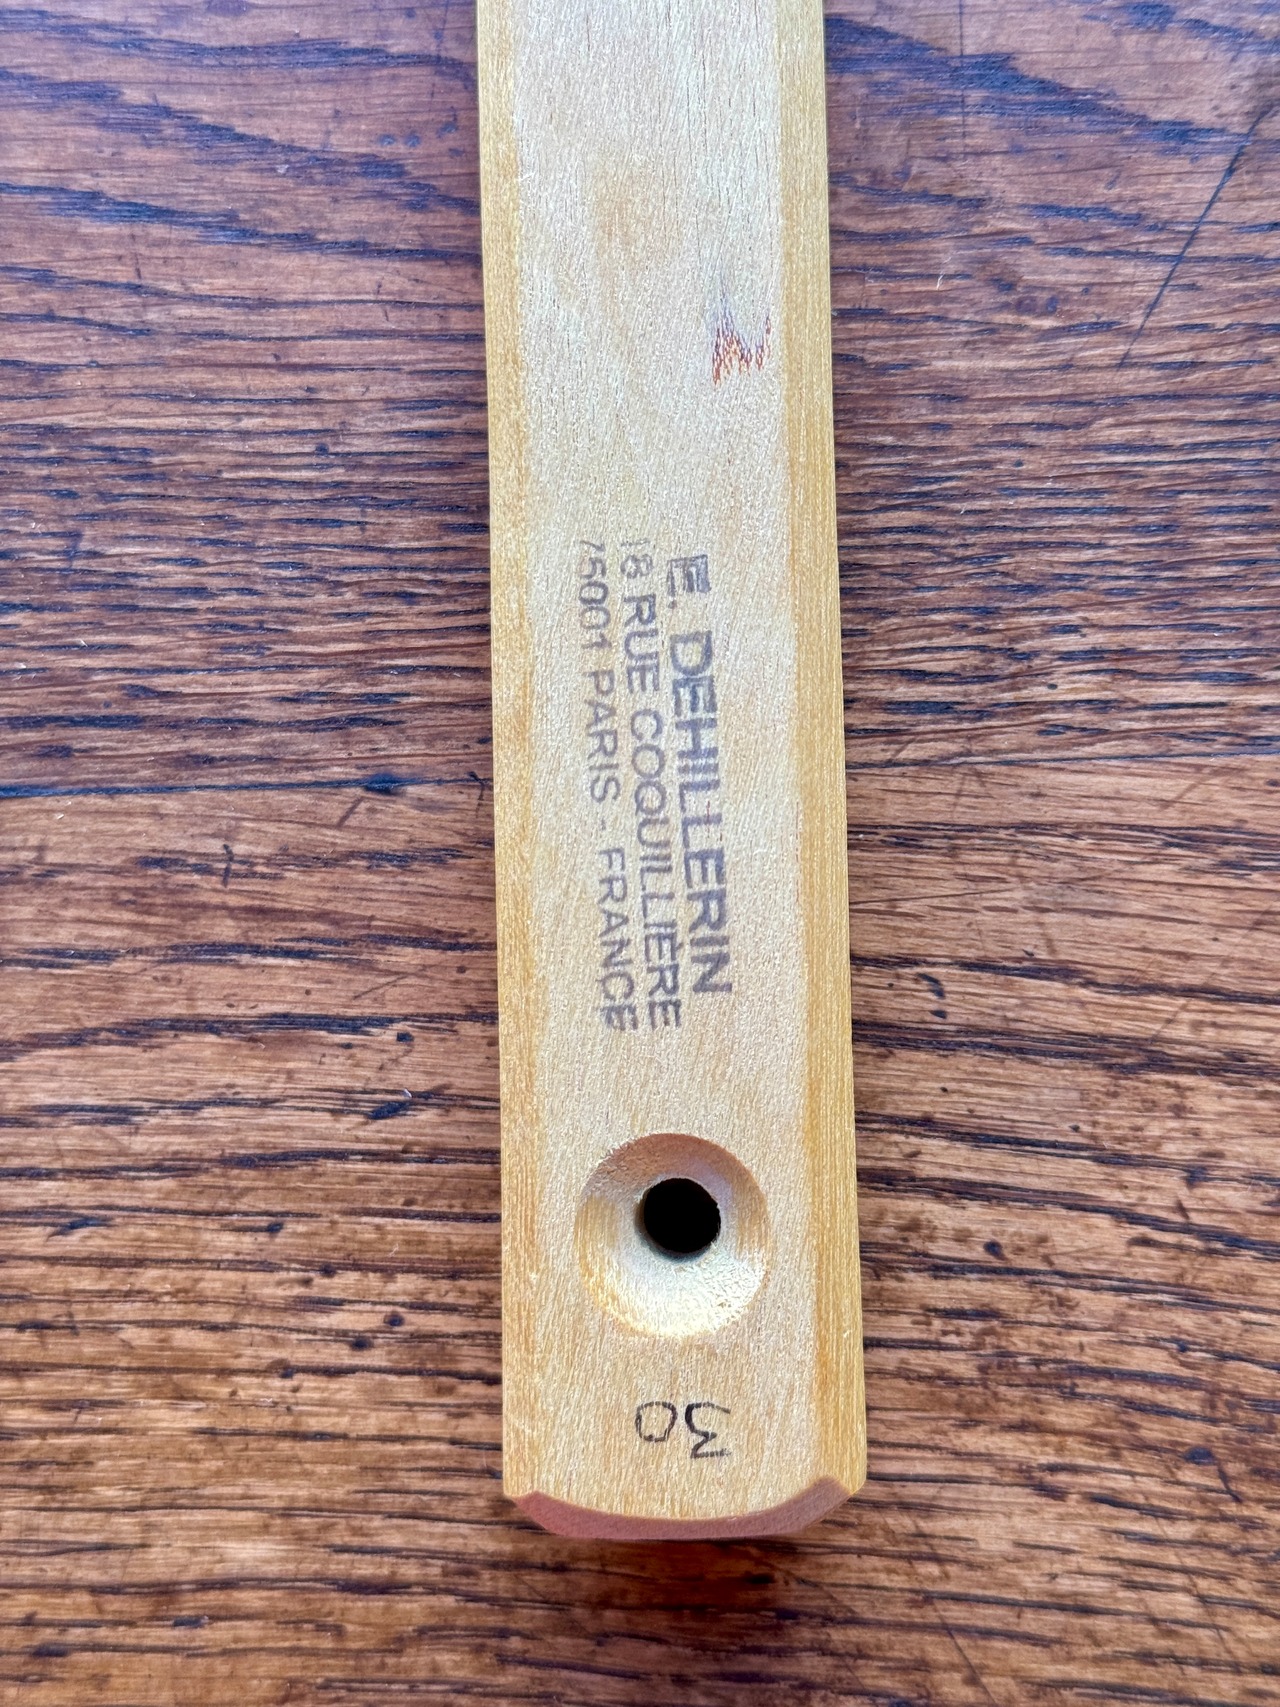 E. DEHILLERIN
18 RUE COQUILLIÈRE
75001 PARIS - FRANCE
30